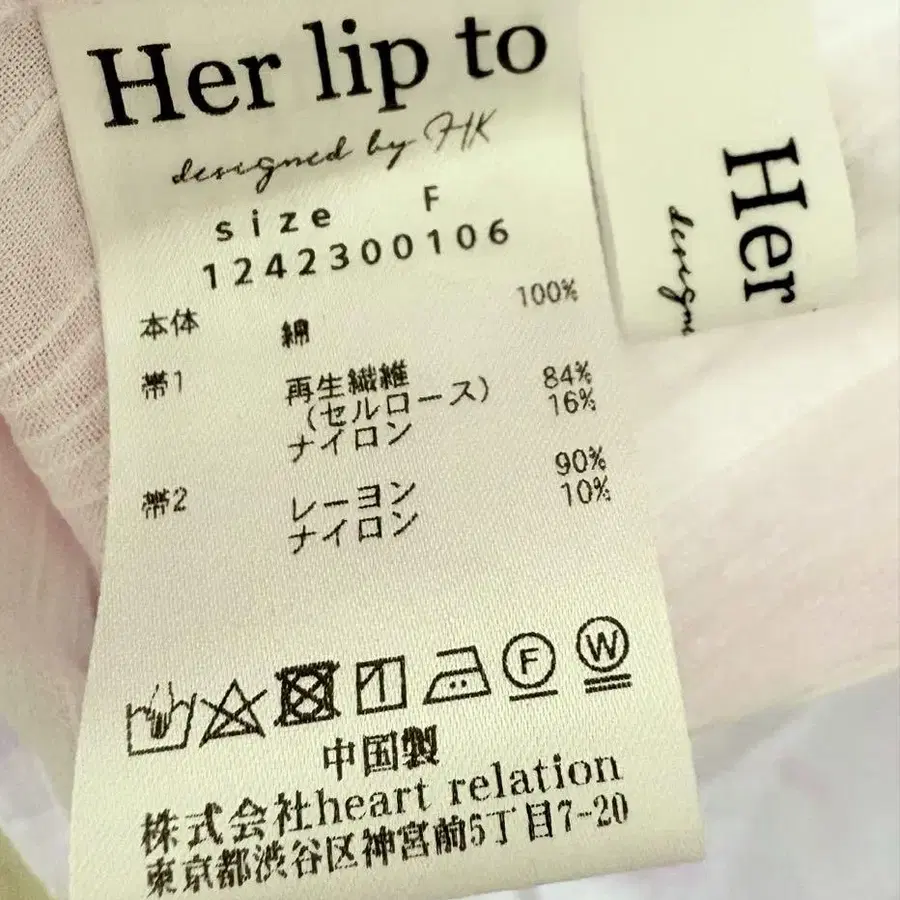 Her lip to
designed by HK
size F
1242300106
本体 綿 100%
帯1 再生繊維
(セルロース) 84%
ナイロン 16%
帯2 レーヨン 90%
ナイロン 10%
F
W
中国製
株式会社heart relation
東京都渋谷区神宮前5丁目7-20
Her
design